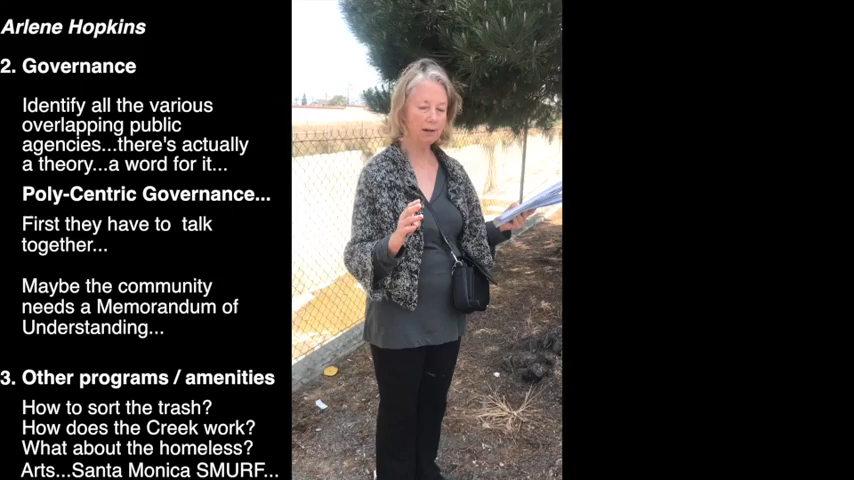 Arlene Hopkins
2. Governance
Identify all the various
overlapping public
agencies...there's actually
a theory...a word for it...
Poly-Centric Governance...
First they have to  talk
together...
Maybe the community
needs a Memorandum of
Understanding...
3. Other programs / amenities
How to sort the trash?
How does the Creek work?
What about the homeless?
Arts...Santa Monica SMURF...